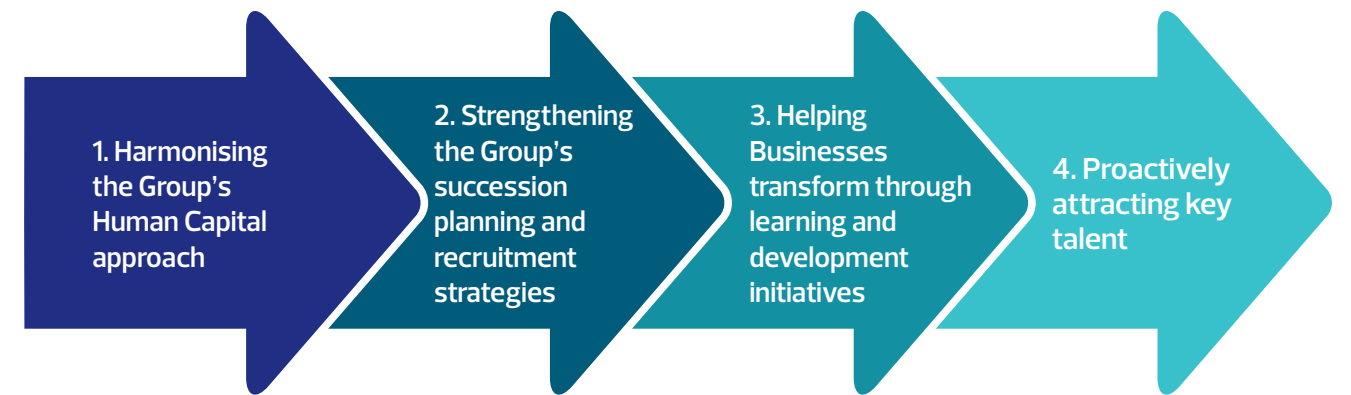 1. Harmonising
the Group’s
Human Capital
approach
2. Strengthening
the Group’s
succession
planning and
recruitment
strategies
3. Helping
Businesses
transform through
learning and
development
initiatives
4. Proactively
attracting key
talent